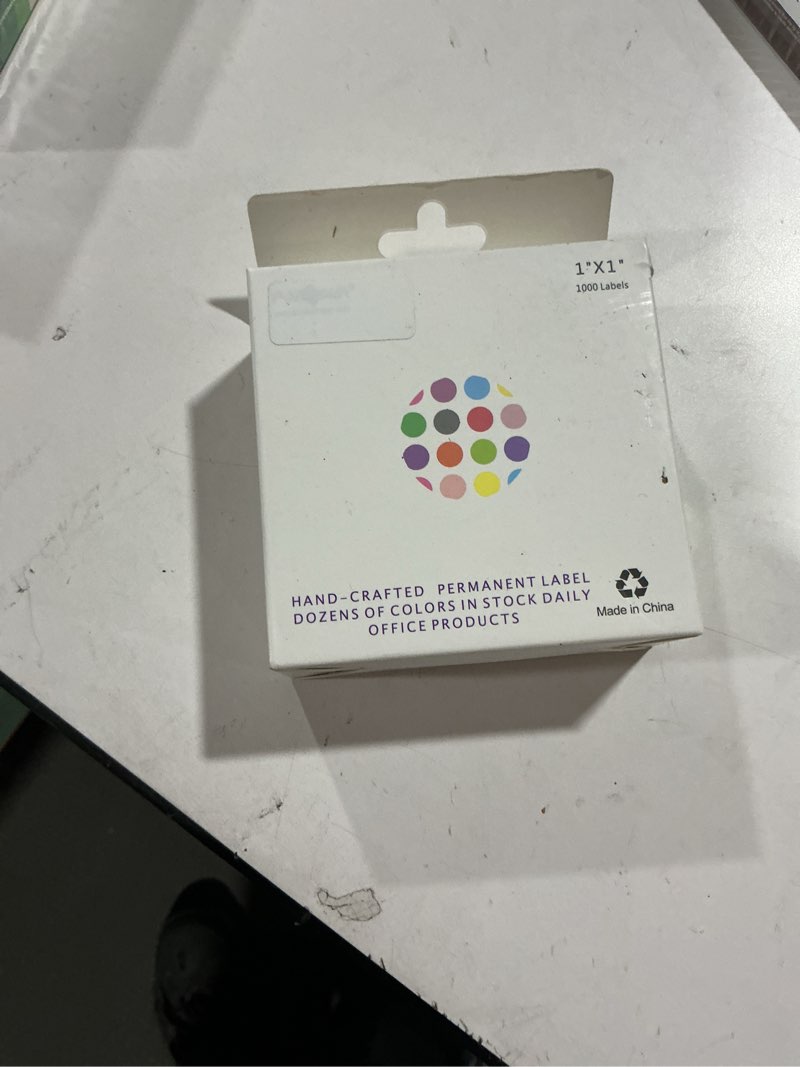 1"X1"
1000 Labels
HAND-CRAFTED PERMANENT LABEL
DOZENS OF COLORS IN STOCK DAILY
OFFICE PRODUCTS
Made in China